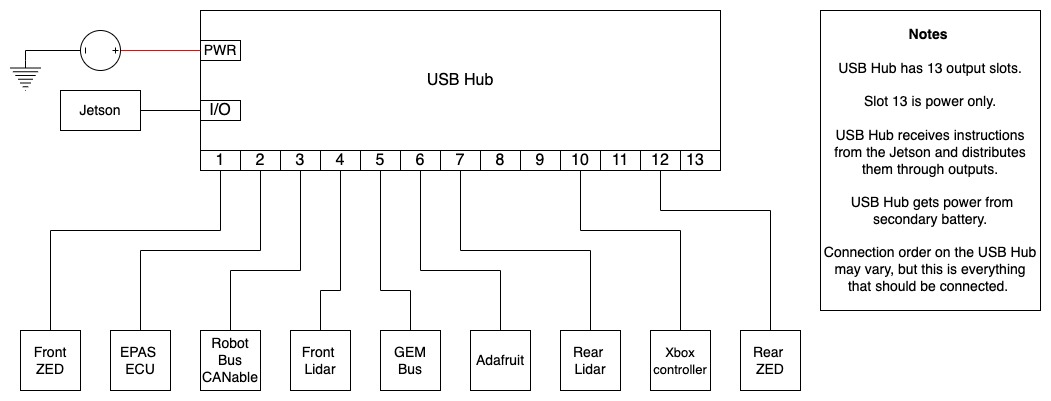 PWR
USB Hub
Jetson
I/O
1 2 3 4 5 6 7 8 9 10 11 12 13
Front
ZED
EPAS
ECU
Robot
Bus
CANable
Front
Lidar
GEM
Bus
Adafruit
Rear
Lidar
Xbox
controller
Rear
ZED
Notes
USB Hub has 13 output slots.
Slot 13 is power only.
USB Hub receives instructions
from the Jetson and distributes
them through outputs.
USB Hub gets power from
secondary battery.
Connection order on the USB Hub
may vary, but this is everything
that should be connected.